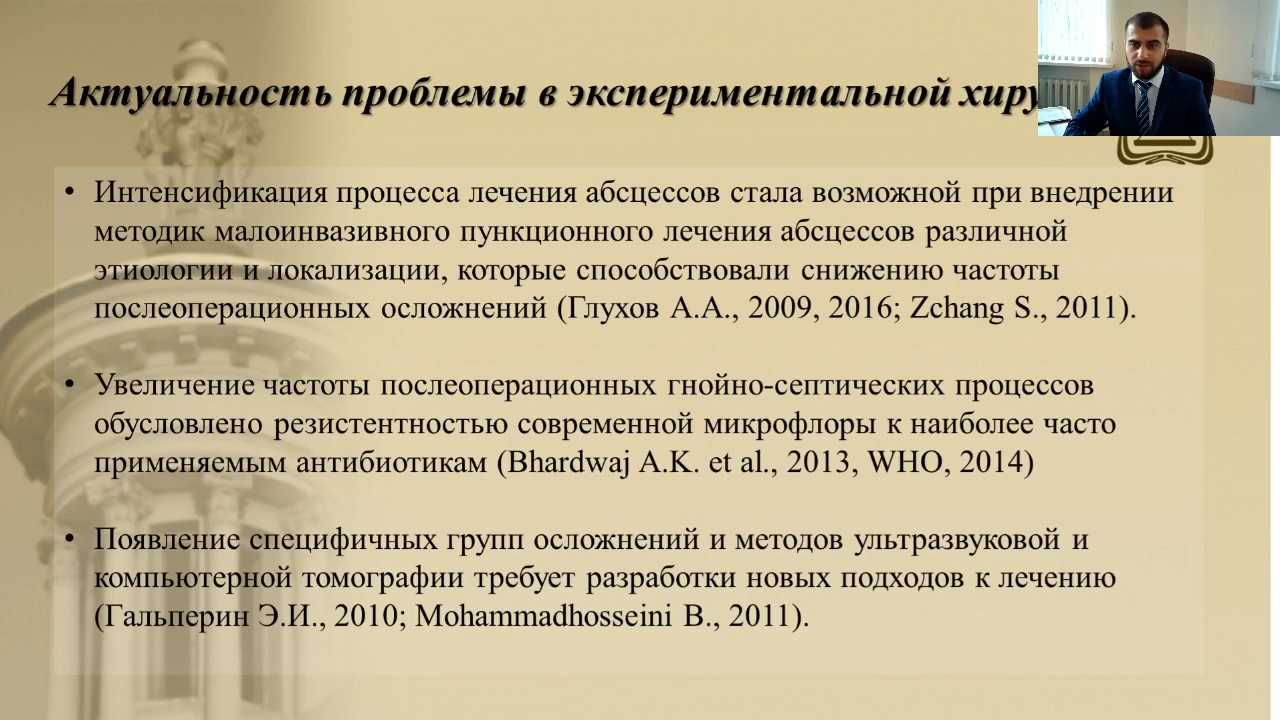 Актуальность проблемы в экспериментальной
• Интенсификация процесса лечения абсцессов стала возможной при внедрении
методик малоинвазивного пункционного лечения абсцессов различной
этиологии и локализации, которые способствовали снижению частоты
послеоперационных осложнений (Глухов А.А., 2009, 2016; Zchang S., 2011).
• Увеличение частоты послеоперационных гнойно-септических процессов
обусловлено резистентностью современной микрофлоры к наиболее часто
применяемым антибиотикам (Bhardwaj A.K. et al., 2013, WHO, 2014)
• Появление специфичных групп осложнений и методов ультразвуковой и
компьютерной томографии требует разработки новых подходов к лечению
(Гальперин Э.И., 2010; Mohammadhosseini B., 2011).